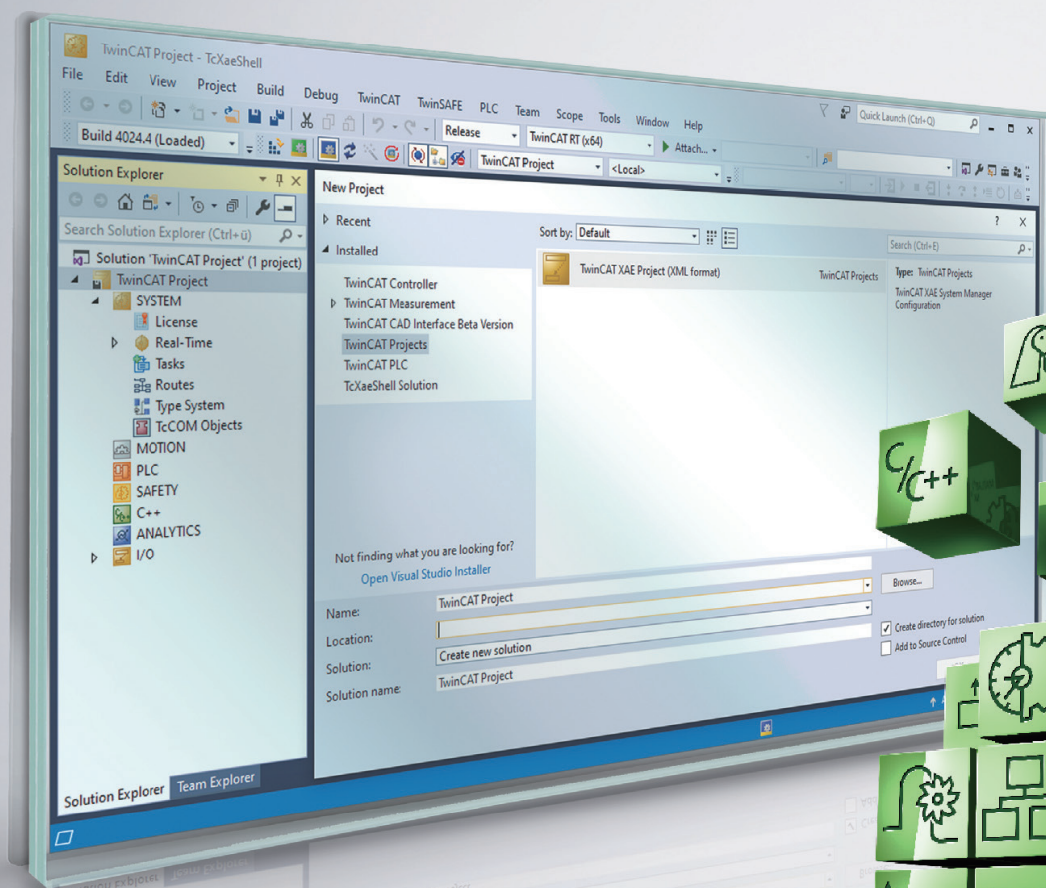 TwinCAT Project - TcXaeShell
File Edit View Project Build Debug TwinCAT TwinSAFE PLC Team Scope Tools Window Help
Quick Launch (Ctrl+Q)
Release TwinCAT RT (x64) Attach...
Build 4024.4 (Loaded) TwinCAT Project <Local>
Solution Explorer
Search Solution Explorer (Ctrl+ü)
Solution 'TwinCAT Project' (1 project)
TwinCAT Project
SYSTEM
License
Real-Time
Tasks
Routes
Type System
TcCOM Objects
MOTION
PLC
SAFETY
C++
ANALYTICS
I/O
Solution Explorer Team Explorer
New Project
? X
Recent
Installed
TwinCAT Controller
TwinCAT Measurement
TwinCAT CAD Interface Beta Version
TwinCAT Projects
TwinCAT PLC
TcXaeShell Solution
Not finding what you are looking for?
Open Visual Studio Installer
Sort by: Default
TwinCAT XAE Project (XML format) TwinCAT Projects
Search (Ctrl+E)
Type: TwinCAT Projects
TwinCAT XAE System Manager
Configuration
Name: TwinCAT Project
Location:
Browse...
Solution: Create new solution
Solution name: TwinCAT Project
Create directory for solution
Add to Source Control
C/C++